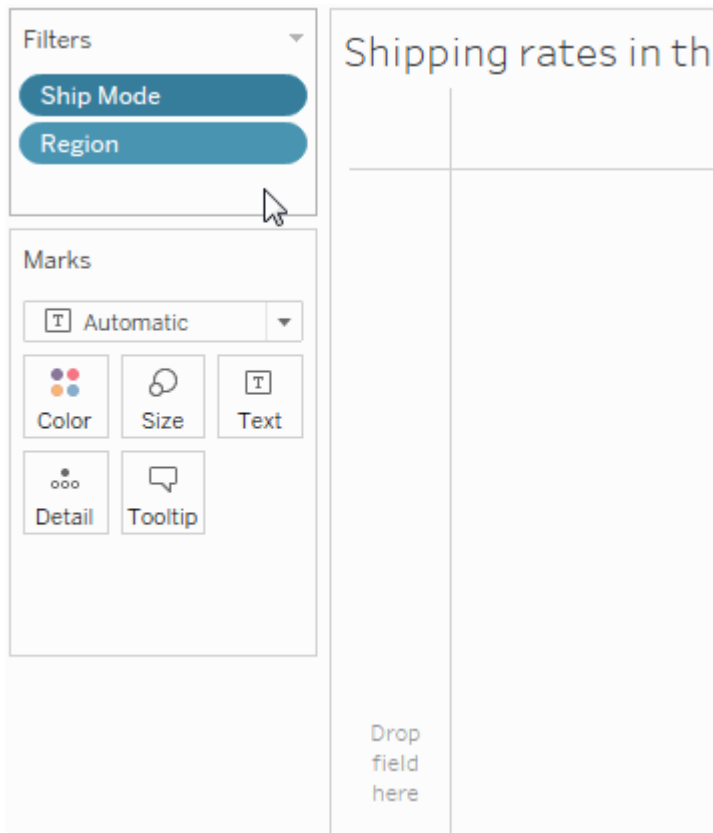 Filters
Ship Mode
Region
Shipping rates in th
Marks
T Automatic
Color Size T Text
Detail Tooltip
Drop
field
here